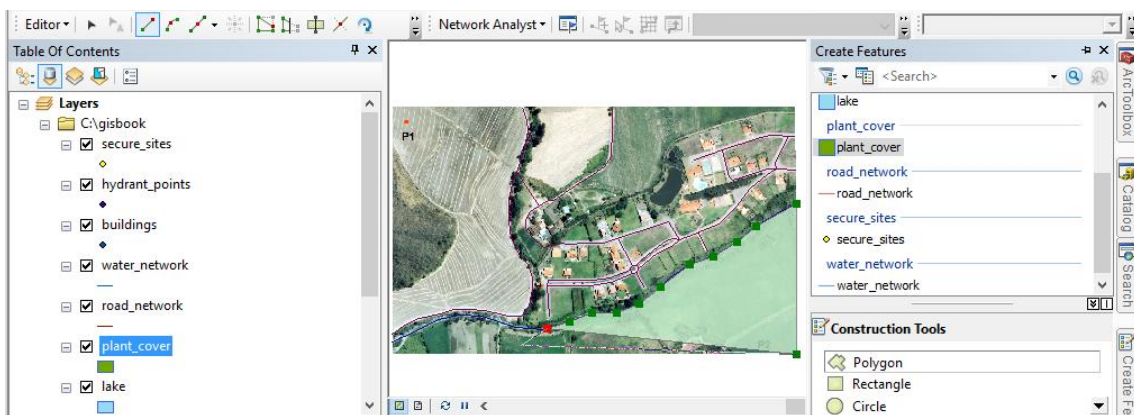 Editor Network Analyst
Table Of Contents
Layers
C:\gisbook
secure_sites
hydrant_points
buildings
water_network
road_network
plant_cover
lake
P1
P2
Create Features
<Search>
lake
plant_cover
plant_cover
road_network
road_network
secure_sites
secure_sites
water_network
water_network
Construction Tools
Polygon
Rectangle
Circle
ArcToolbox
Catalog
Search
Create F